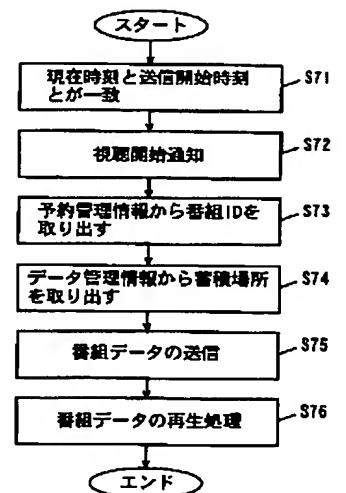 スタート
現在時刻と送信開始時刻
とが一致
S71
視聴開始通知
S72
予約管理情報から番組IDを
取り出す
S73
データ管理情報から蓄積場所
を取り出す
S74
番組データの送信
S75
番組データの再生処理
S76
エンド